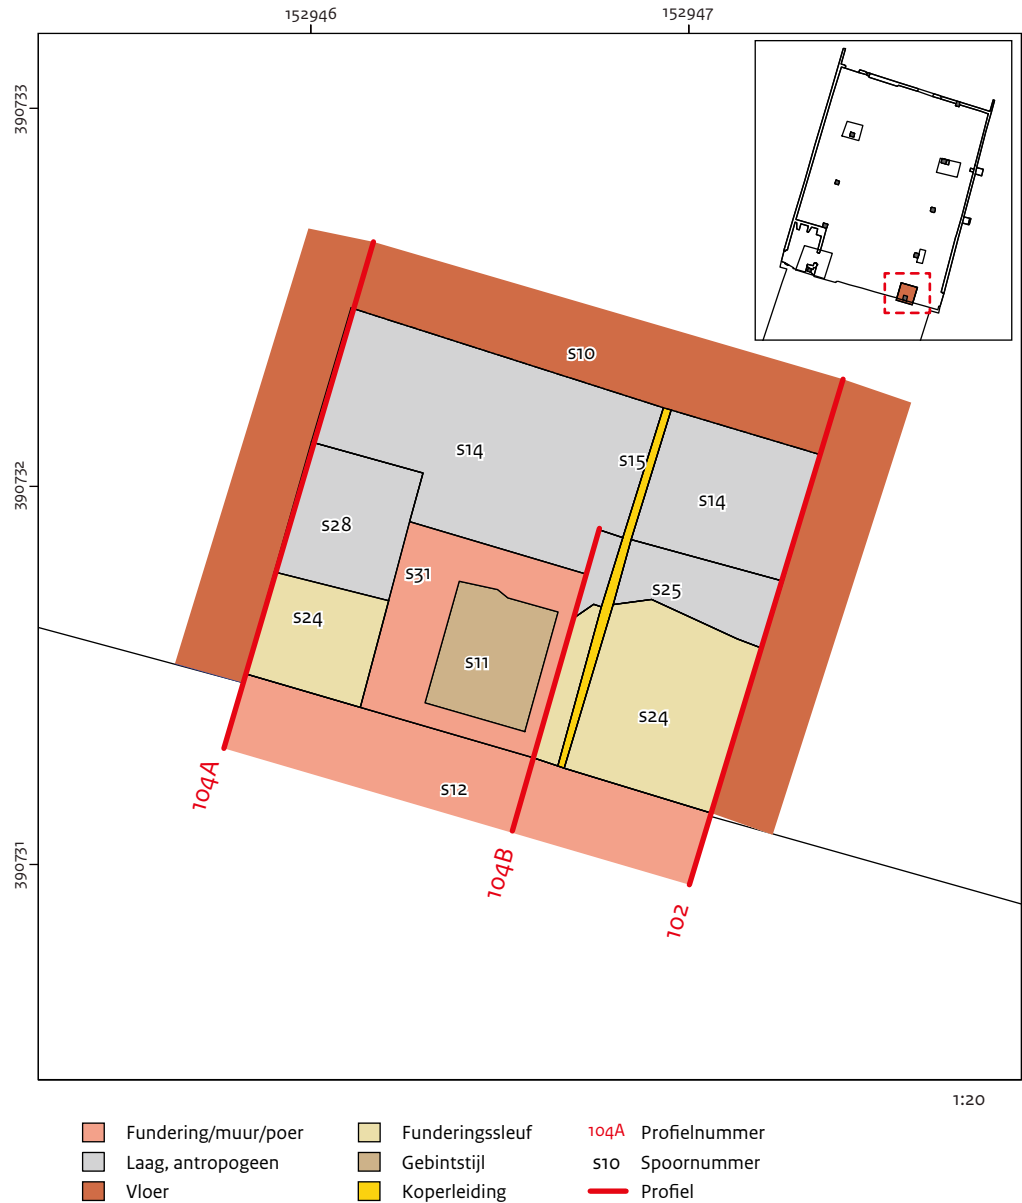 152946
152947
390733
390732
390731
S10
S14
S15
S14
S28
S31
S25
S24
S11
S24
S12
104A
104B
102
1:20
Fundering/muur/poer
Laag, antropogeen
Vloer
Funderingssleuf
Gebintstijl
Koperleiding
104A Profielnummer
S10 Spoornummer
Profiel